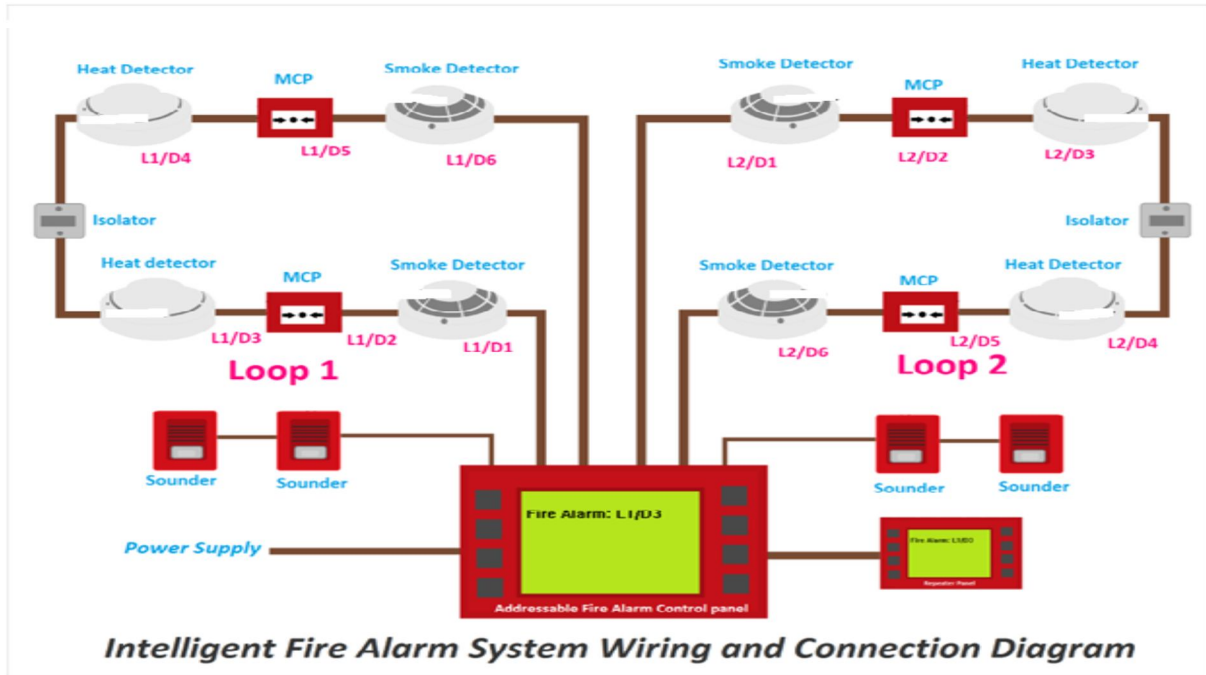 Heat Detector
MCP
Smoke Detector
Smoke Detector
MCP
Heat Detector
L1/D4
L1/D5
L1/D6
L2/D1
L2/D2
L2/D3
Isolator
Isolator
Heat detector
MCP
Smoke Detector
Smoke Detector
MCP
Heat Detector
L1/D3
L1/D2
L1/D1
L2/D6
L2/D5
L2/D4
Loop 1
Loop 2
Sounder
Sounder
Sounder
Sounder
Fire Alarm: L1/D3
Power Supply
Fire Alarm:
Repeater Panel
Addressable Fire Alarm Control panel
Intelligent Fire Alarm System Wiring and Connection Diagram